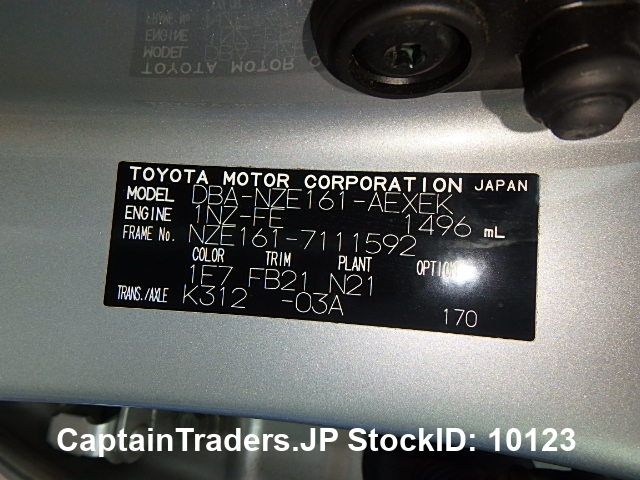 TOYOTA MOTOR CORPORATION JAPAN
MODEL DBA-NZE161-AEXEK
ENGINE 1NZ-FE 1496 mL
FRAME No. NZE161-7111592
COLOR TRIM PLANT OPTION
1E7 FB21 N21
TRANS./AXLE K312 -03A
170
CaptainTraders.JP StockID: 10123